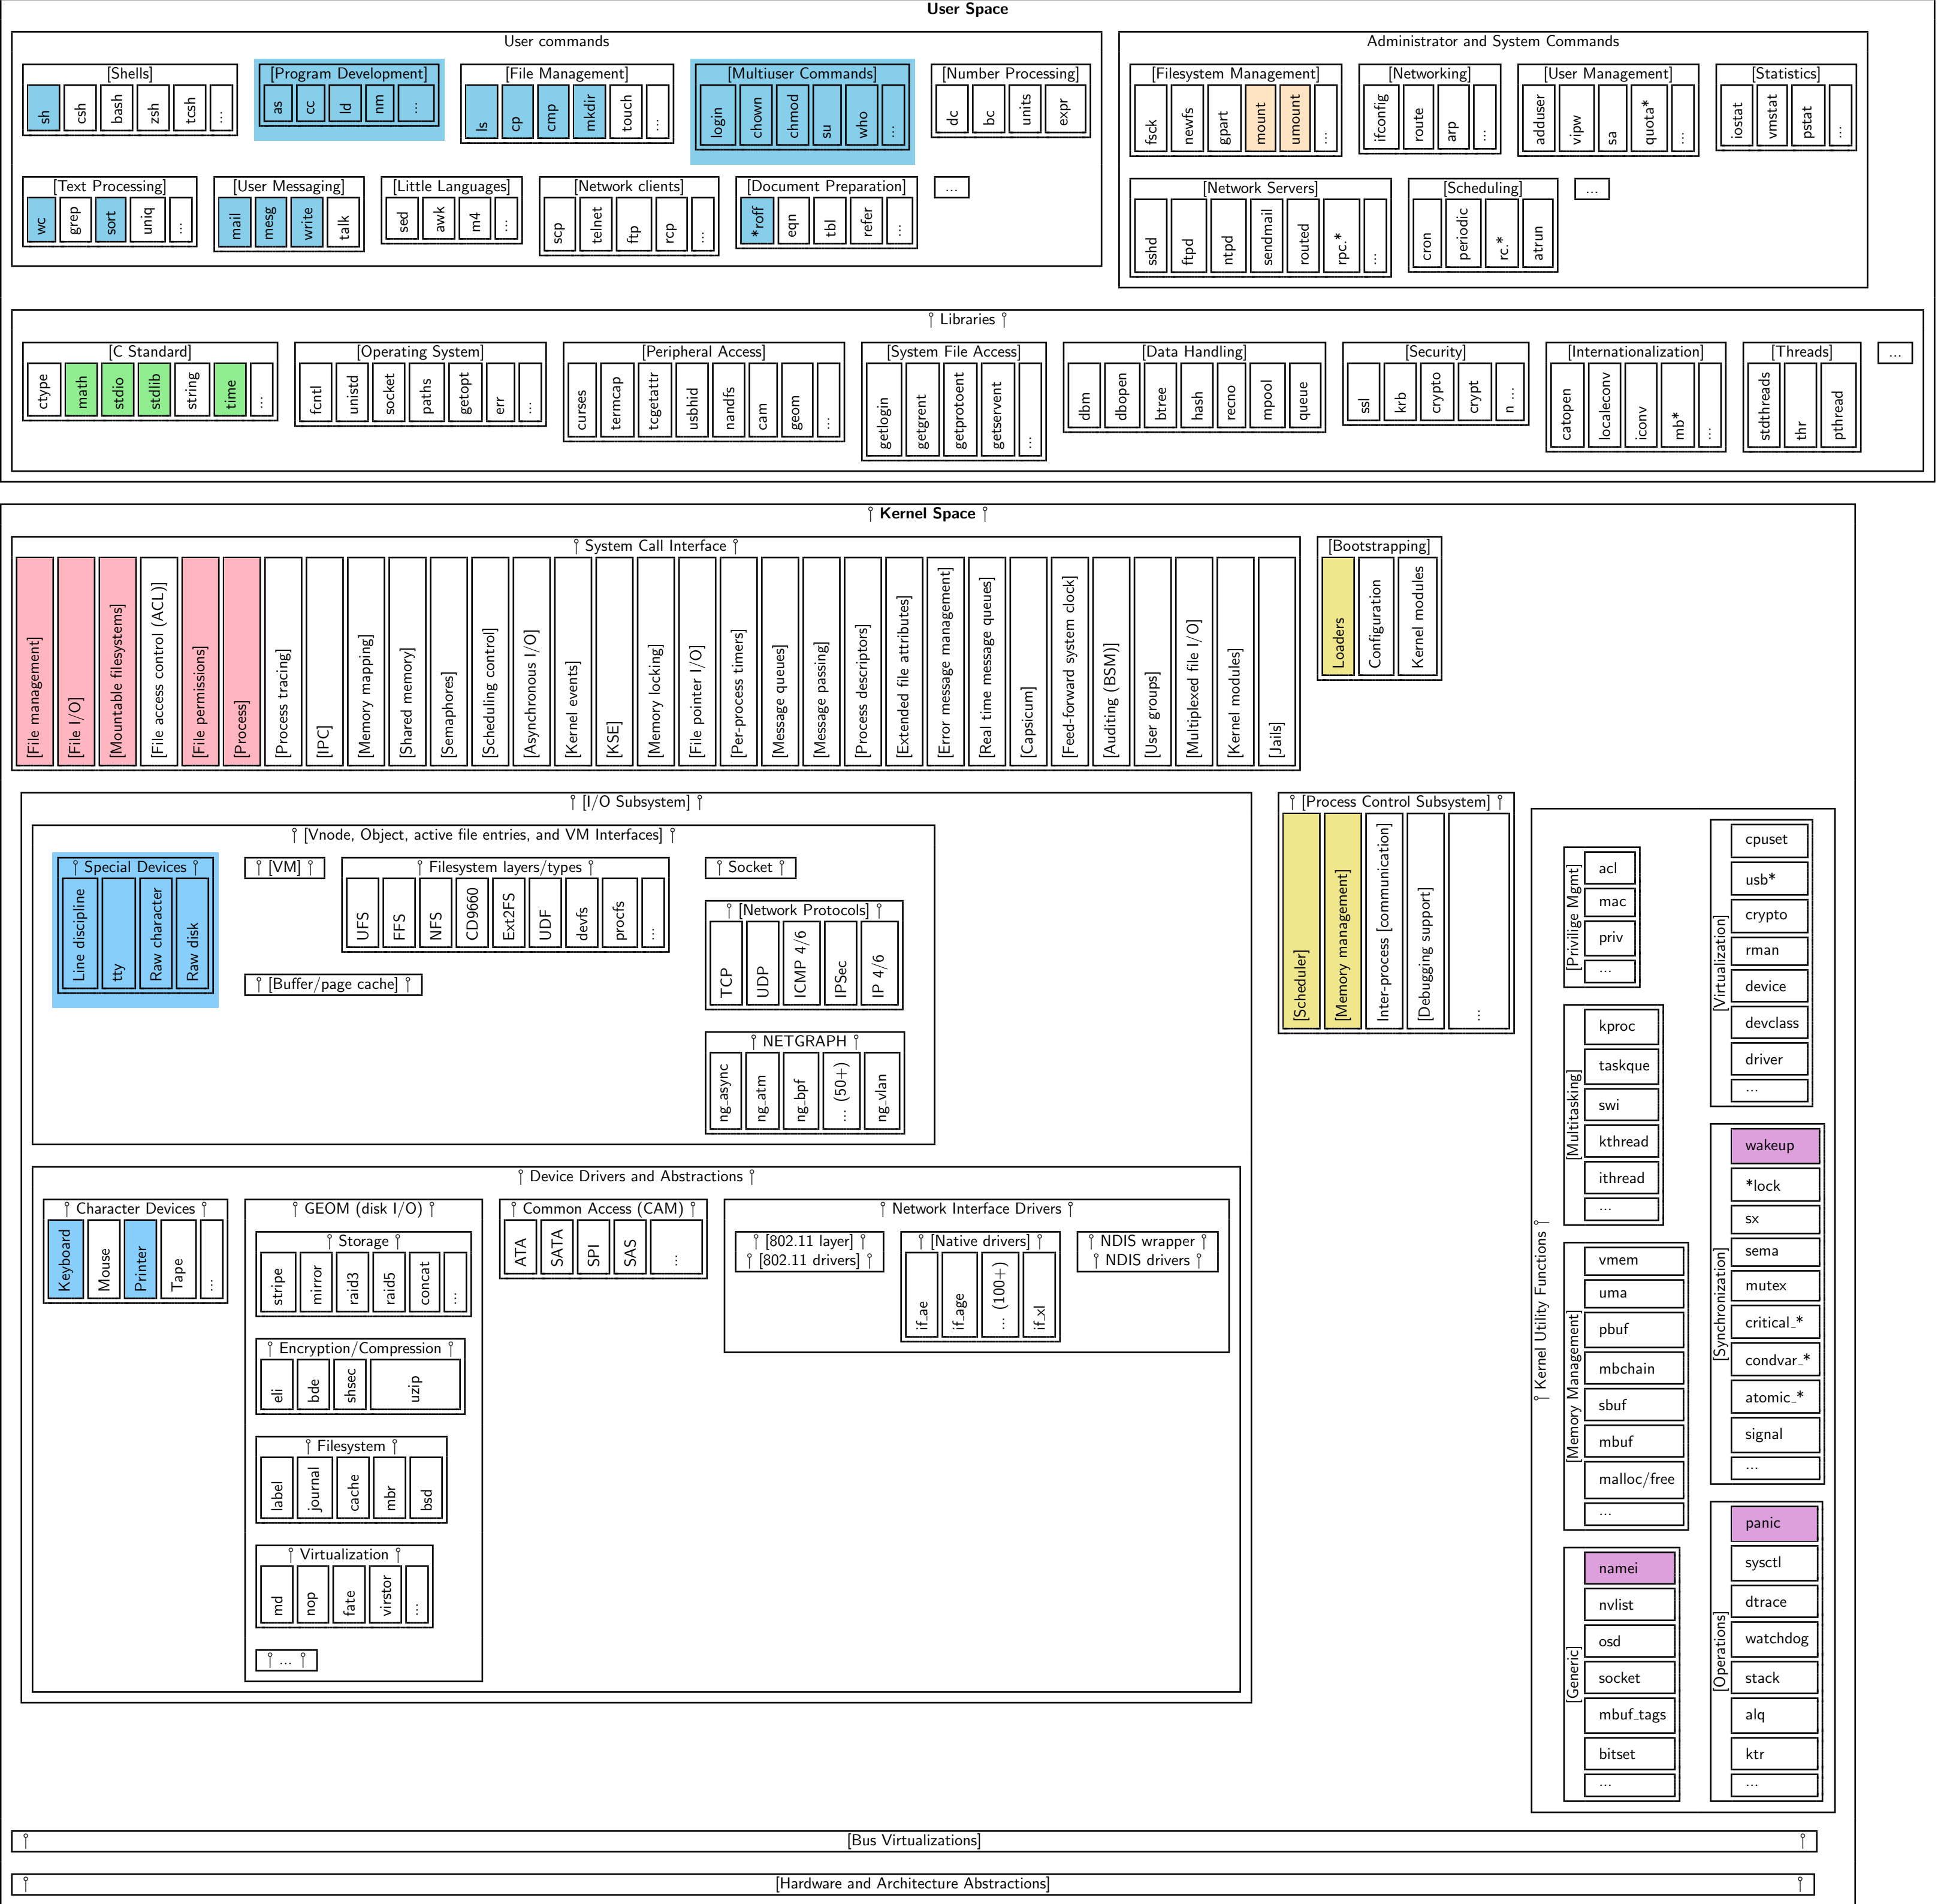 User Space
User commands
[Shells]
sh
csh
bash
zsh
tcsh
...
[Program Development]
as
cc
ld
nm
...
[File Management]
ls
cp
cmp
mkdir
touch
...
[Multiuser Commands]
login
chown
chmod
su
who
...
[Number Processing]
dc
bc
units
expr
[Text Processing]
wc
grep
sort
uniq
...
[User Messaging]
mail
mesg
write
talk
[Little Languages]
sed
awk
m4
...
[Network clients]
scp
telnet
ftp
rcp
...
[Document Preparation]
*roff
eqn
tbl
refer
...
...
Administrator and System Commands
[Filesystem Management]
fsck
newfs
gpart
mount
umount
...
[Networking]
ifconfig
route
arp
...
[User Management]
adduser
vipw
sa
quota*
...
[Statistics]
iostat
vmstat
pstat
...
[Network Servers]
sshd
ftpd
ntpd
sendmail
routed
rpc.*
...
[Scheduling]
cron
periodic
rc.*
atrun
...
Libraries
[C Standard]
ctype
math
stdio
stdlib
string
time
...
[Operating System]
fcntl
unistd
socket
paths
getopt
err
...
[Peripheral Access]
curses
termcap
tcgetattr
usbhid
nandfs
cam
geom
...
[System File Access]
getlogin
getgrent
getprotoent
getservent
...
[Data Handling]
dbm
dbopen
btree
hash
recno
mpool
queue
[Security]
ssl
krb
crypto
crypt
n ...
[Internationalization]
catopen
localeconv
iconv
mb*
...
[Threads]
stdthreads
thr
pthread
...
Kernel Space
System Call Interface
[File management]
[File I/O]
[Mountable filesystems]
[File access control (ACL)]
[File permissions]
[Process]
[Process tracing]
[IPC]
[Memory mapping]
[Shared memory]
[Semaphores]
[Scheduling control]
[Asynchronous I/O]
[Kernel events]
[KSE]
[Memory locking]
[File pointer I/O]
[Per-process timers]
[Message queues]
[Message passing]
[Process descriptors]
[Extended file attributes]
[Error message management]
[Real time message queues]
[Capsicum]
[Feed-forward system clock]
[Auditing (BSM)]
[User groups]
[Multiplexed file I/O]
[Kernel modules]
[Jails]
[Bootstrapping]
Loaders
Configuration
Kernel modules
[I/O Subsystem]
[Vnode, Object, active file entries, and VM Interfaces]
Special Devices
Line discipline
tty
Raw character
Raw disk
[VM]
Filesystem layers/types
UFS
FFS
NFS
CD9660
Ext2FS
UDF
devfs
procfs
...
[Buffer/page cache]
Socket
[Network Protocols]
TCP
UDP
ICMP 4/6
IPSec
IP 4/6
NETGRAPH
ng_async
ng_atm
ng_bpf
... (50+)
ng_vlan
Device Drivers and Abstractions
Character Devices
Keyboard
Mouse
Printer
Tape
...
GEOM (disk I/O)
Storage
stripe
mirror
raid3
raid5
concat
...
Encryption/Compression
eli
bde
shsec
uzip
Filesystem
label
journal
cache
mbr
bsd
Virtualization
md
nop
fate
virstor
...
...
Common Access (CAM)
ATA
SATA
SPI
SAS
...
Network Interface Drivers
[802.11 layer]
[802.11 drivers]
[Native drivers]
if_ae
if_age
... (100+)
if_xl
NDIS wrapper
NDIS drivers
[Process Control Subsystem]
[Scheduler]
[Memory management]
Inter-process [communication]
[Debugging support]
...
Kernel Utility Functions
[Privilige Mgmt]
acl
mac
priv
...
[Multitasking]
kproc
taskque
swi
kthread
ithread
...
[Memory Management]
vmem
uma
pbuf
mbchain
sbuf
mbuf
malloc/free
...
[Generic]
namei
nvlist
osd
socket
mbuf_tags
bitset
...
[Virtualization]
cpuset
usb*
crypto
rman
device
devclass
driver
...
[Synchronization]
wakeup
*lock
sx
sema
mutex
critical_*
condvar_*
atomic_*
signal
...
[Operations]
panic
sysctl
dtrace
watchdog
stack
alq
ktr
...
[Bus Virtualizations]
[Hardware and Architecture Abstractions]